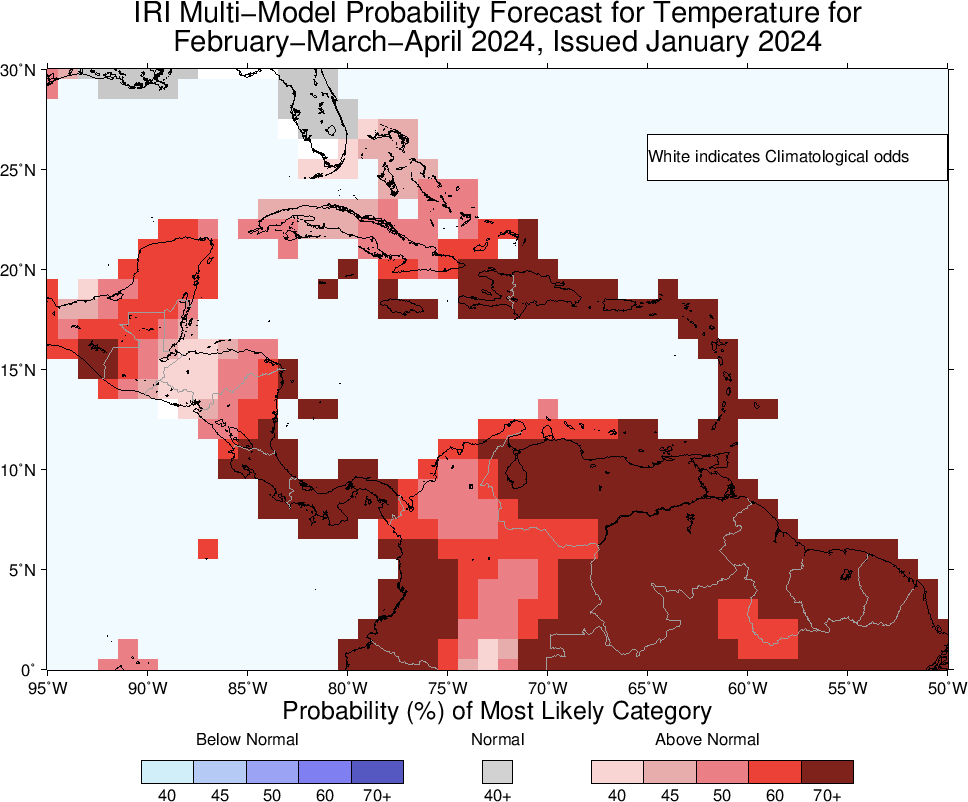 IRI Multi−Model Probability Forecast for Temperature for
February−March−April 2024, Issued January 2024
30˚N
White indicates Climatological odds
25˚N
20˚N
15˚N
10˚N
5˚N
0˚
95˚W 90˚W 85˚W 80˚W 75˚W 70˚W 65˚W 60˚W 55˚W 50˚W
Probability (%) of Most Likely Category
Below Normal Normal Above Normal
40 45 50 60 70+ 40+ 40 45 50 60 70+